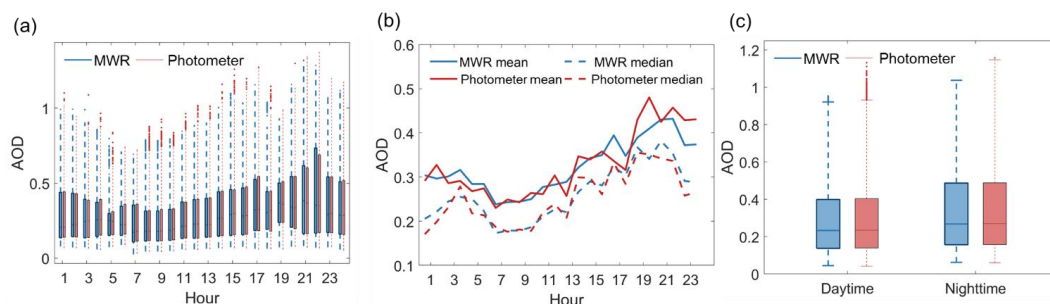 (a)
MWR Photometer
AOD
1
0.5
0
1 3 5 7 9 11 13 15 17 19 21 23
Hour
(b)
0.6
0.5
0.4
0.3
0.2
0.1
AOD
MWR mean MWR median
Photometer mean Photometer median
1 3 5 7 9 11 13 15 17 19 21 23
Hour
(c)
1.2
1
0.8
0.6
0.4
0.2
0
AOD
MWR Photometer
Daytime Nighttime